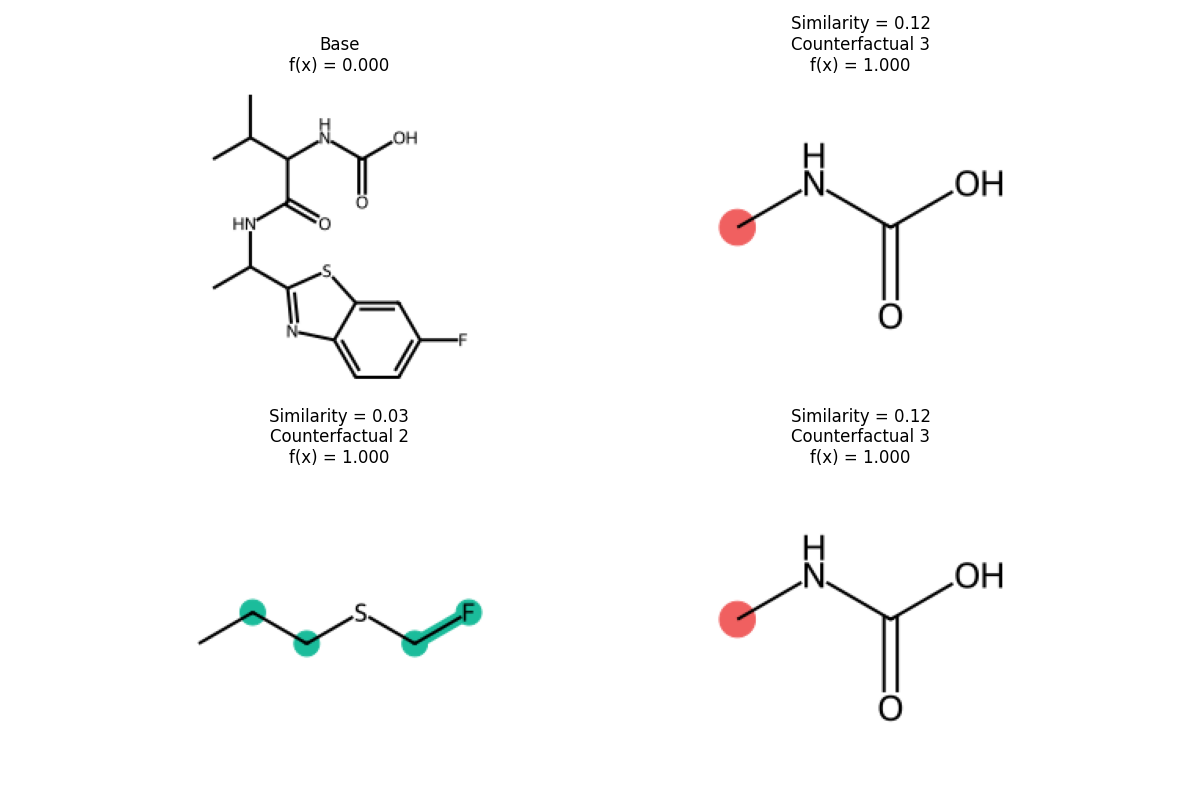 Base
f(x) = 0.000
H
N
OH
O
HN
O
S
N
F
Similarity = 0.12
Counterfactual 3
f(x) = 1.000
H
N
OH
O
Similarity = 0.03
Counterfactual 2
f(x) = 1.000
S
F
Similarity = 0.12
Counterfactual 3
f(x) = 1.000
H
N
OH
O